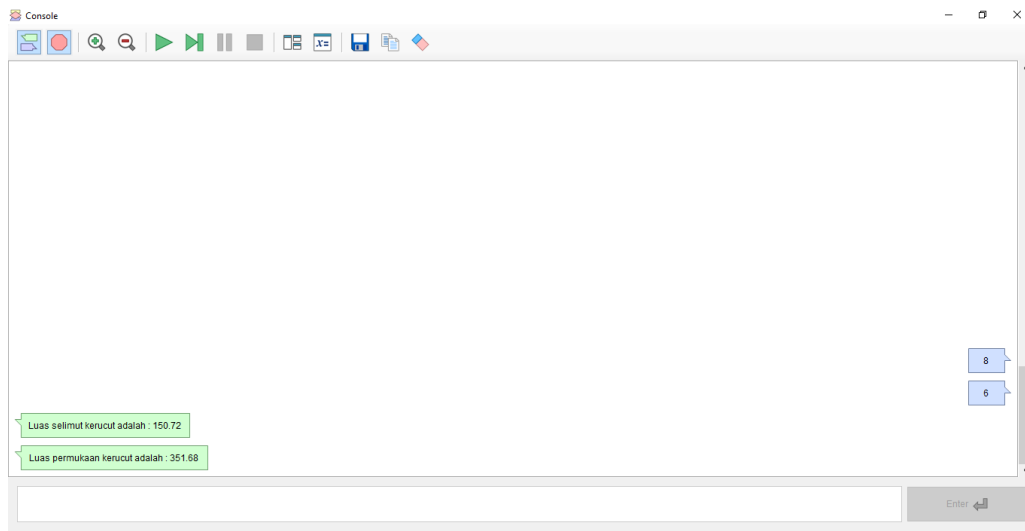 Console
x=
8
6
Luas selimut kerucut adalah : 150.72
Luas permukaan kerucut adalah : 351.68
Enter